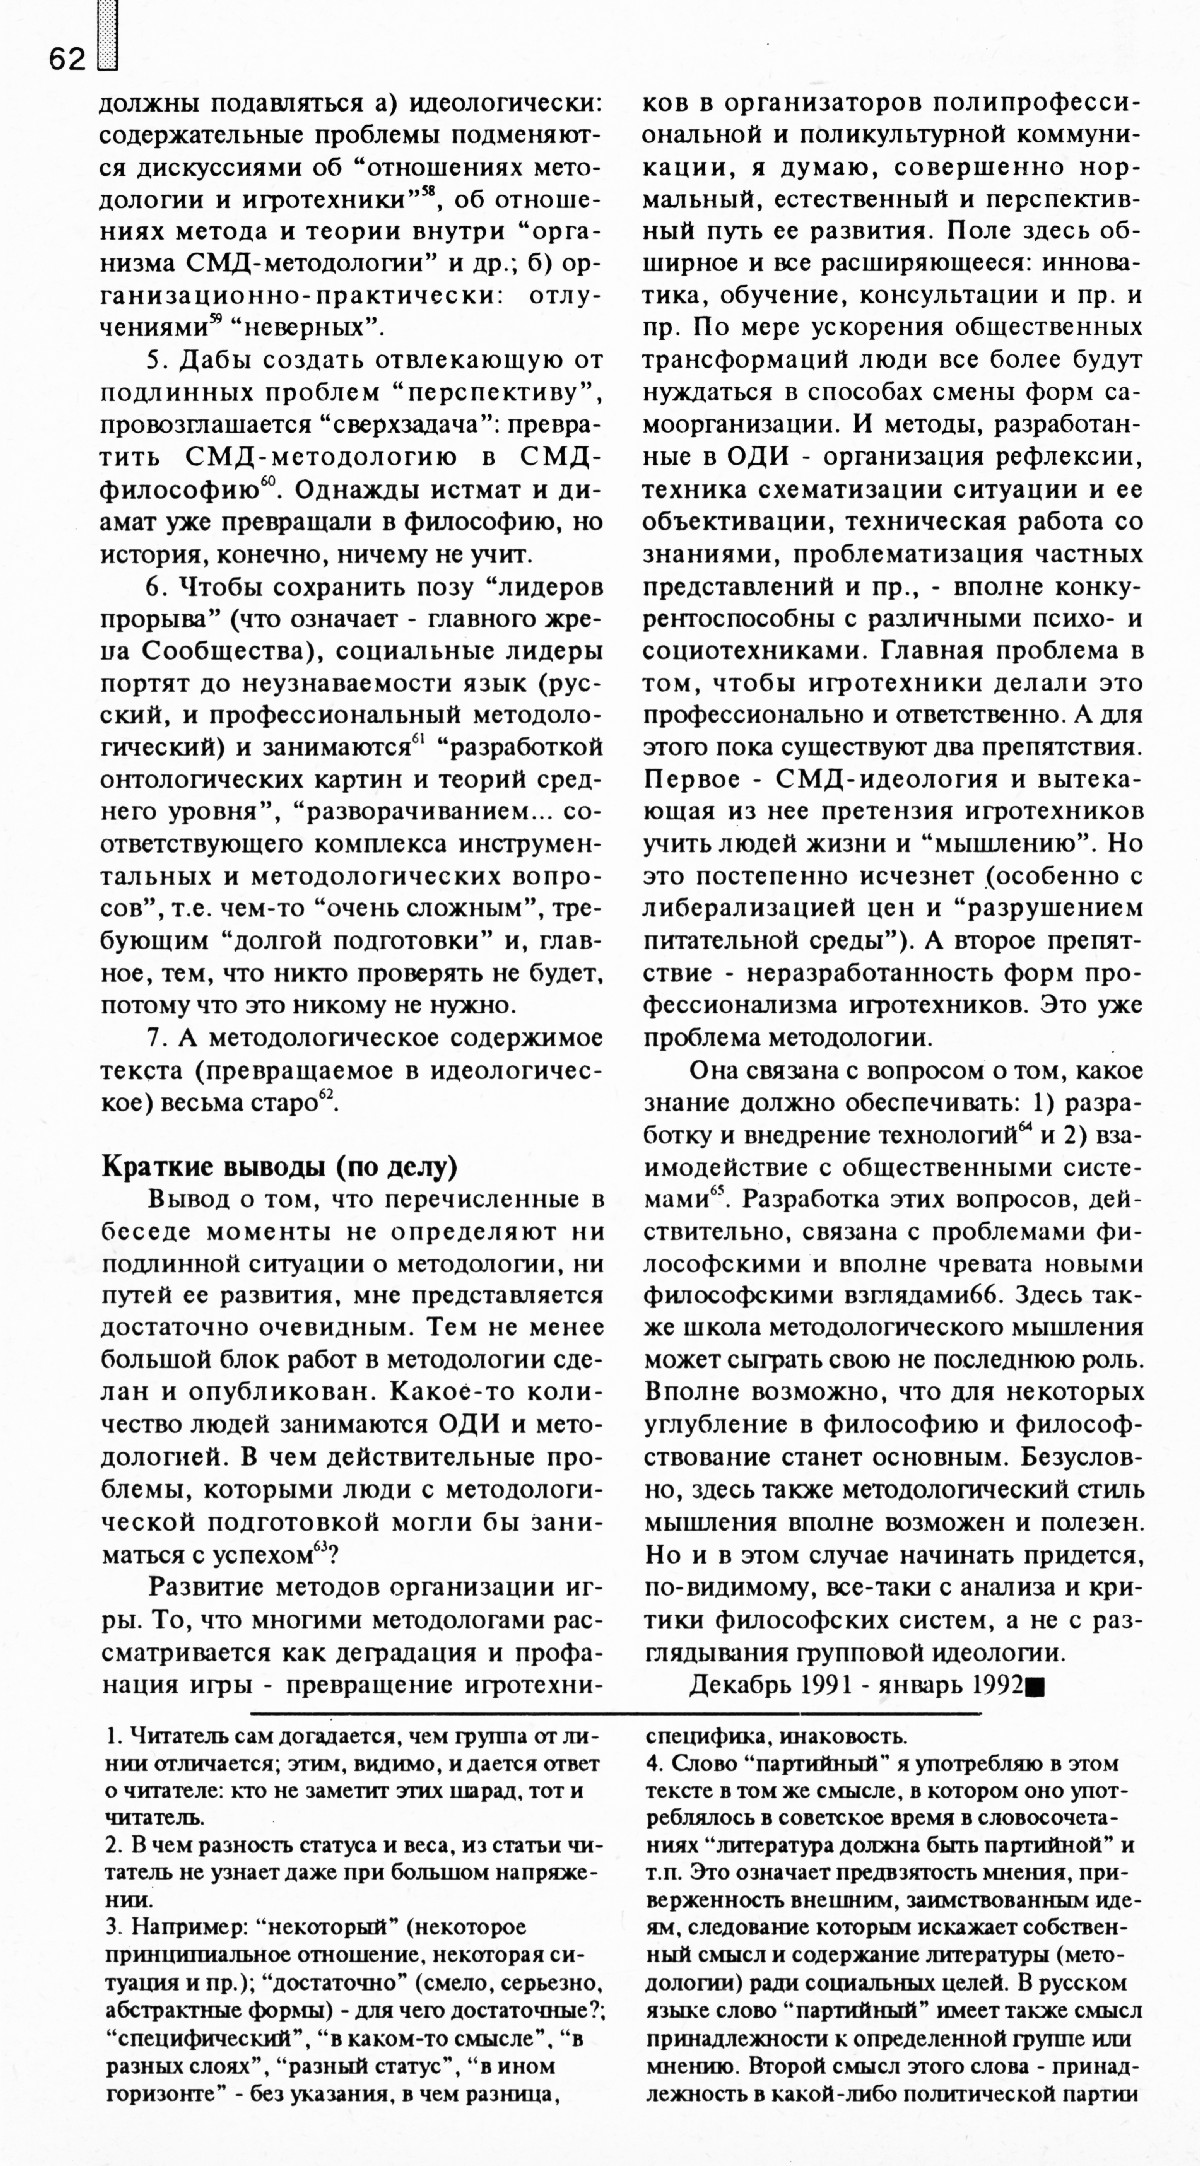 62
должны подавляться а) идеологически:
содержательные проблемы подменяют-
ся дискуссиями об “отношениях мето-
дологии и игротехники”⁵⁸, об отноше-
ниях метода и теории внутри “орга-
низма СМД-методологии” и др.; б) ор-
ганизационно-практически: отлу-
чениями⁵⁹ “неверных”.
5. Дабы создать отвлекающую от
подлинных проблем “перспективу”,
провозглашается “сверхзадача”: превра-
тить СМД-методологию в СМД-
философию⁶⁰. Однажды истмат и ди-
амат уже превращали в философию, но
история, конечно, ничему не учит.
6. Чтобы сохранить позу “лидеров
прорыва” (что означает - главного жре-
ца Сообщества), социальные лидеры
портят до неузнаваемости язык (рус-
ский, и профессиональный методоло-
гический) и занимаются⁶¹ “разработкой
онтологических картин и теорий сред-
него уровня”, “разворачиванием... со-
ответствующего комплекса инструмен-
тальных и методологических вопро-
сов”, т.е. чем-то “очень сложным”, тре-
бующим “долгой подготовки” и, глав-
ное, тем, что никто проверять не будет,
потому что это никому не нужно.
7. А методологическое содержимое
текста (превращаемое в идеологичес-
кое) весьма старо⁶².
Краткие выводы (по делу)
Вывод о том, что перечисленные в
беседе моменты не определяют ни
подлинной ситуации о методологии, ни
путей ее развития, мне представляется
достаточно очевидным. Тем не менее
большой блок работ в методологии сде-
лан и опубликован. Какое-то коли-
чество людей занимаются ОДИ и мето-
дологией. В чем действительные про-
блемы, которыми люди с методологи-
ческой подготовкой могли бы зани-
маться с успехом⁶³?
Развитие методов организации иг-
ры. То, что многими методологами рас-
сматривается как деградация и профа-
нация игры - превращение игротехни-
ков в организаторов полипрофесси-
ональной и поликультурной коммуни-
кации, я думаю, совершенно нор-
мальный, естественный и перспектив-
ный путь ее развития. Поле здесь об-
ширное и все расширяющееся: иннова-
тика, обучение, консультации и пр. и
пр. По мере ускорения общественных
трансформаций люди все более будут
нуждаться в способах смены форм са-
моорганизации. И методы, разработан-
ные в ОДИ - организация рефлексии,
техника схематизации ситуации и ее
объективации, техническая работа со
знаниями, проблематизация частных
представлений и пр., - вполне конку-
рентоспособны с различными психо- и
социотехниками. Главная проблема в
том, чтобы игротехники делали это
профессионально и ответственно. А для
этого пока существуют два препятствия.
Первое - СМД-идеология и вытека-
ющая из нее претензия игротехников
учить людей жизни и “мышлению”. Но
это постепенно исчезнет (особенно с
либерализацией цен и “разрушением
питательной среды”). А второе препят-
ствие - неразработанность форм про-
фессионализма игротехников. Это уже
проблема методологии.
Она связана с вопросом о том, какое
знание должно обеспечивать: 1) разра-
ботку и внедрение технологий⁶⁴ и 2) вза-
имодействие с общественными систе-
мами⁶⁵. Разработка этих вопросов, дей-
ствительно, связана с проблемами фи-
лософскими и вполне чревата новыми
философскими взглядами66. Здесь так-
же школа методологического мышления
может сыграть свою не последнюю роль.
Вполне возможно, что для некоторых
углубление в философию и философ-
ствование станет основным. Безуслов-
но, здесь также методологический стиль
мышления вполне возможен и полезен.
Но и в этом случае начинать придется,
по-видимому, все-таки с анализа и кри-
тики философских систем, а не с раз-
глядывания групповой идеологии.
Декабрь 1991 - январь 1992■
1. Читатель сам догадается, чем группа от ли-
нии отличается; этим, видимо, и дается ответ
о читателе: кто не заметит этих шарад, тот и
читатель.
2. В чем разность статуса и веса, из статьи чи-
татель не узнает даже при большом напряже-
нии.
3. Например: “некоторый” (некоторое
принципиальное отношение, некоторая си-
туация и пр.); “достаточно” (смело, серьезно,
абстрактные формы) - для чего достаточные?;
“специфический”, “в каком-то смысле”, “в
разных слоях”, “разный статус”, “в ином
горизонте” - без указания, в чем разница,
специфика, инаковость.
4. Слово “партийный” я употребляю в этом
тексте в том же смысле, в котором оно упот-
реблялось в советское время в словосочета-
ниях “литература должна быть партийной” и
т.п. Это означает предвзятость мнения, при-
верженность внешним, заимствованным иде-
ям, следование которым искажает собствен-
ный смысл и содержание литературы (мето-
дологии) ради социальных целей. В русском
языке слово “партийный” имеет также смысл
принадлежности к определенной группе или
мнению. Второй смысл этого слова - принад-
лежность в какой-либо политической партии